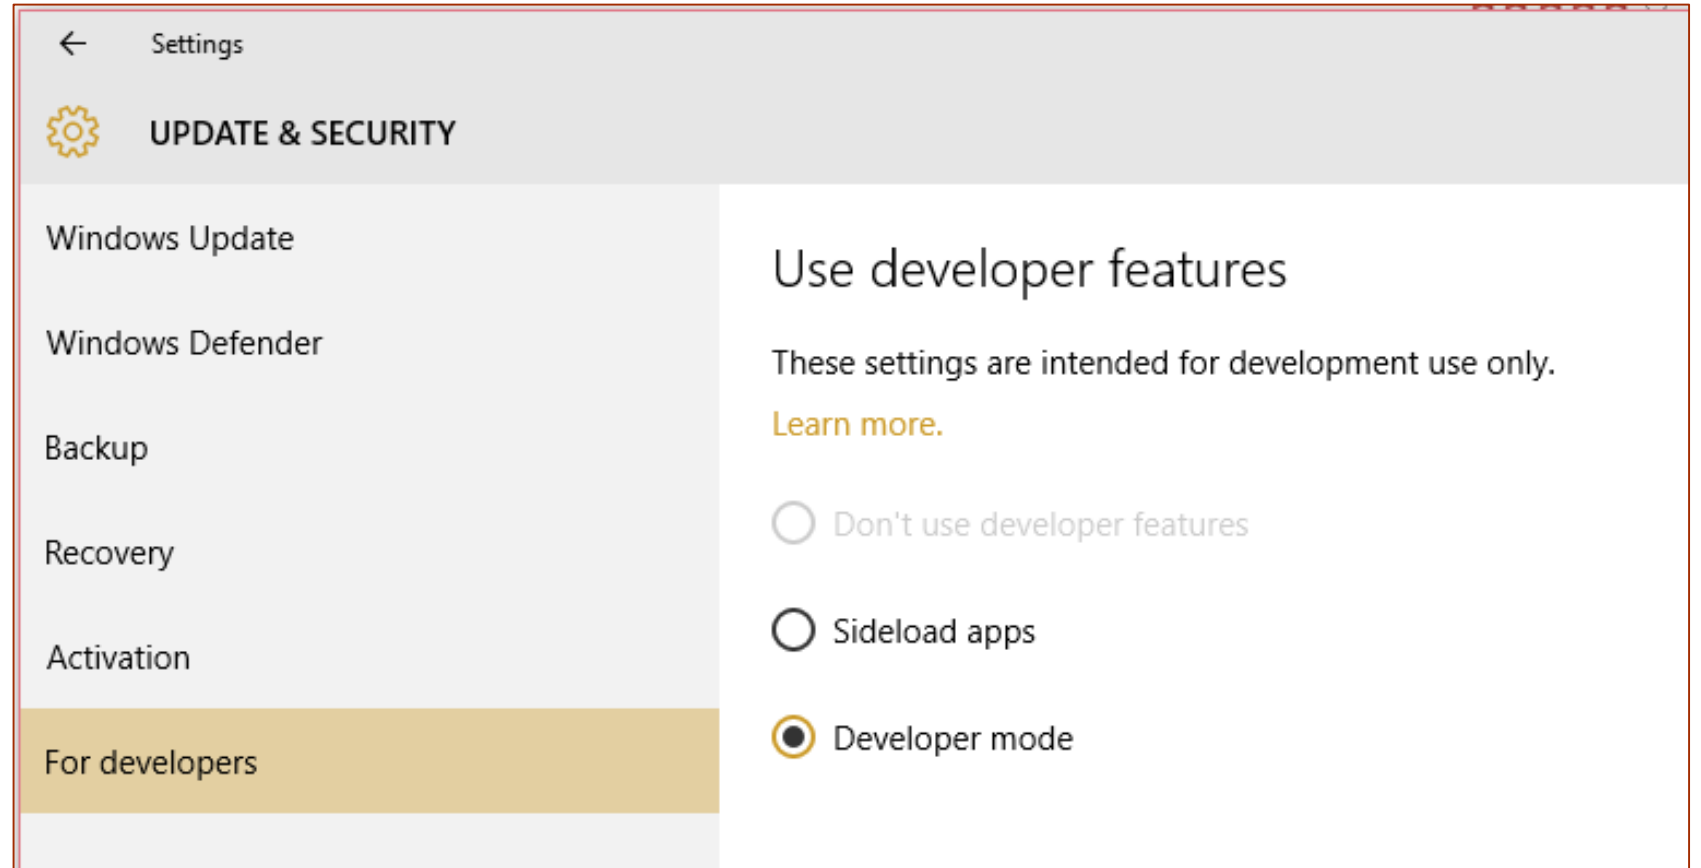 Settings
UPDATE & SECURITY
Windows Update
Windows Defender
Backup
Recovery
Activation
For developers
Use developer features
These settings are intended for development use only.
Learn more.
Don't use developer features
Sideload apps
Developer mode